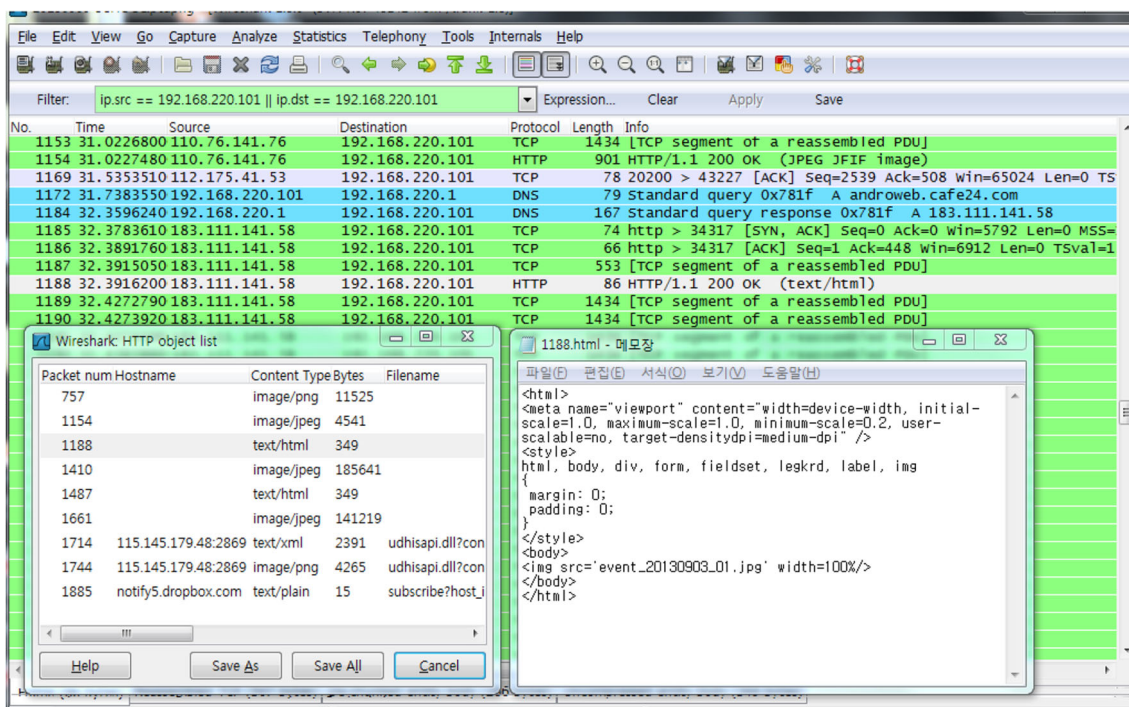 File Edit View Go Capture Analyze Statistics Telephony Tools Internals Help
Filter: ip.src == 192.168.220.101 || ip.dst == 192.168.220.101 Expression... Clear Apply Save
No. Time Source Destination Protocol Length Info
1153 31.0226800 110.76.141.76 192.168.220.101 TCP 1434 [TCP segment of a reassembled PDU]
1154 31.0227480 110.76.141.76 192.168.220.101 HTTP 901 HTTP/1.1 200 OK (JPEG JFIF image)
1169 31.5353510 112.175.41.53 192.168.220.101 TCP 78 20200 > 43227 [ACK] Seq=2539 Ack=508 Win=65024 Len=0 TS
1172 31.7383550 192.168.220.101 192.168.220.1 DNS 79 Standard query 0x781f A androweb.cafe24.com
1184 32.3596240 192.168.220.1 192.168.220.101 DNS 167 Standard query response 0x781f A 183.111.141.58
1185 32.3783610 183.111.141.58 192.168.220.101 TCP 74 http > 34317 [SYN, ACK] Seq=0 Ack=0 Win=5792 Len=0 MSS=
1186 32.3891760 183.111.141.58 192.168.220.101 TCP 66 http > 34317 [ACK] Seq=1 Ack=448 Win=6912 Len=0 TSval=1
1187 32.3915050 183.111.141.58 192.168.220.101 TCP 553 [TCP segment of a reassembled PDU]
1188 32.3916200 183.111.141.58 192.168.220.101 HTTP 86 HTTP/1.1 200 OK (text/html)
1189 32.4272790 183.111.141.58 192.168.220.101 TCP 1434 [TCP segment of a reassembled PDU]
1190 32.4273920 183.111.141.58 192.168.220.101 TCP 1434 [TCP segment of a reassembled PDU]
Wireshark: HTTP object list
Packet num Hostname Content Type Bytes Filename
757 image/png 11525
1154 image/jpeg 4541
1188 text/html 349
1410 image/jpeg 185641
1487 text/html 349
1661 image/jpeg 141219
1714 115.145.179.48:2869 text/xml 2391 udhisapi.dll?con
1744 115.145.179.48:2869 image/png 4265 udhisapi.dll?con
1885 notify5.dropbox.com text/plain 15 subscribe?host_i
Help Save As Save All Cancel
1188.html - 메모장
파일(F) 편집(E) 서식(O) 보기(V) 도움말(H)
<html>
<meta name="viewport" content="width=device-width, initial-
scale=1.0, maximum-scale=1.0, minimum-scale=0.2, user-
scalable=no, target-densitydpi=medium-dpi" />
<style>
html, body, div, form, fieldset, legkrd, label, img
{
margin: 0;
padding: 0;
}
</style>
<body>
<img src='event_20130903_01.jpg' width=100%/>
</body>
</html>